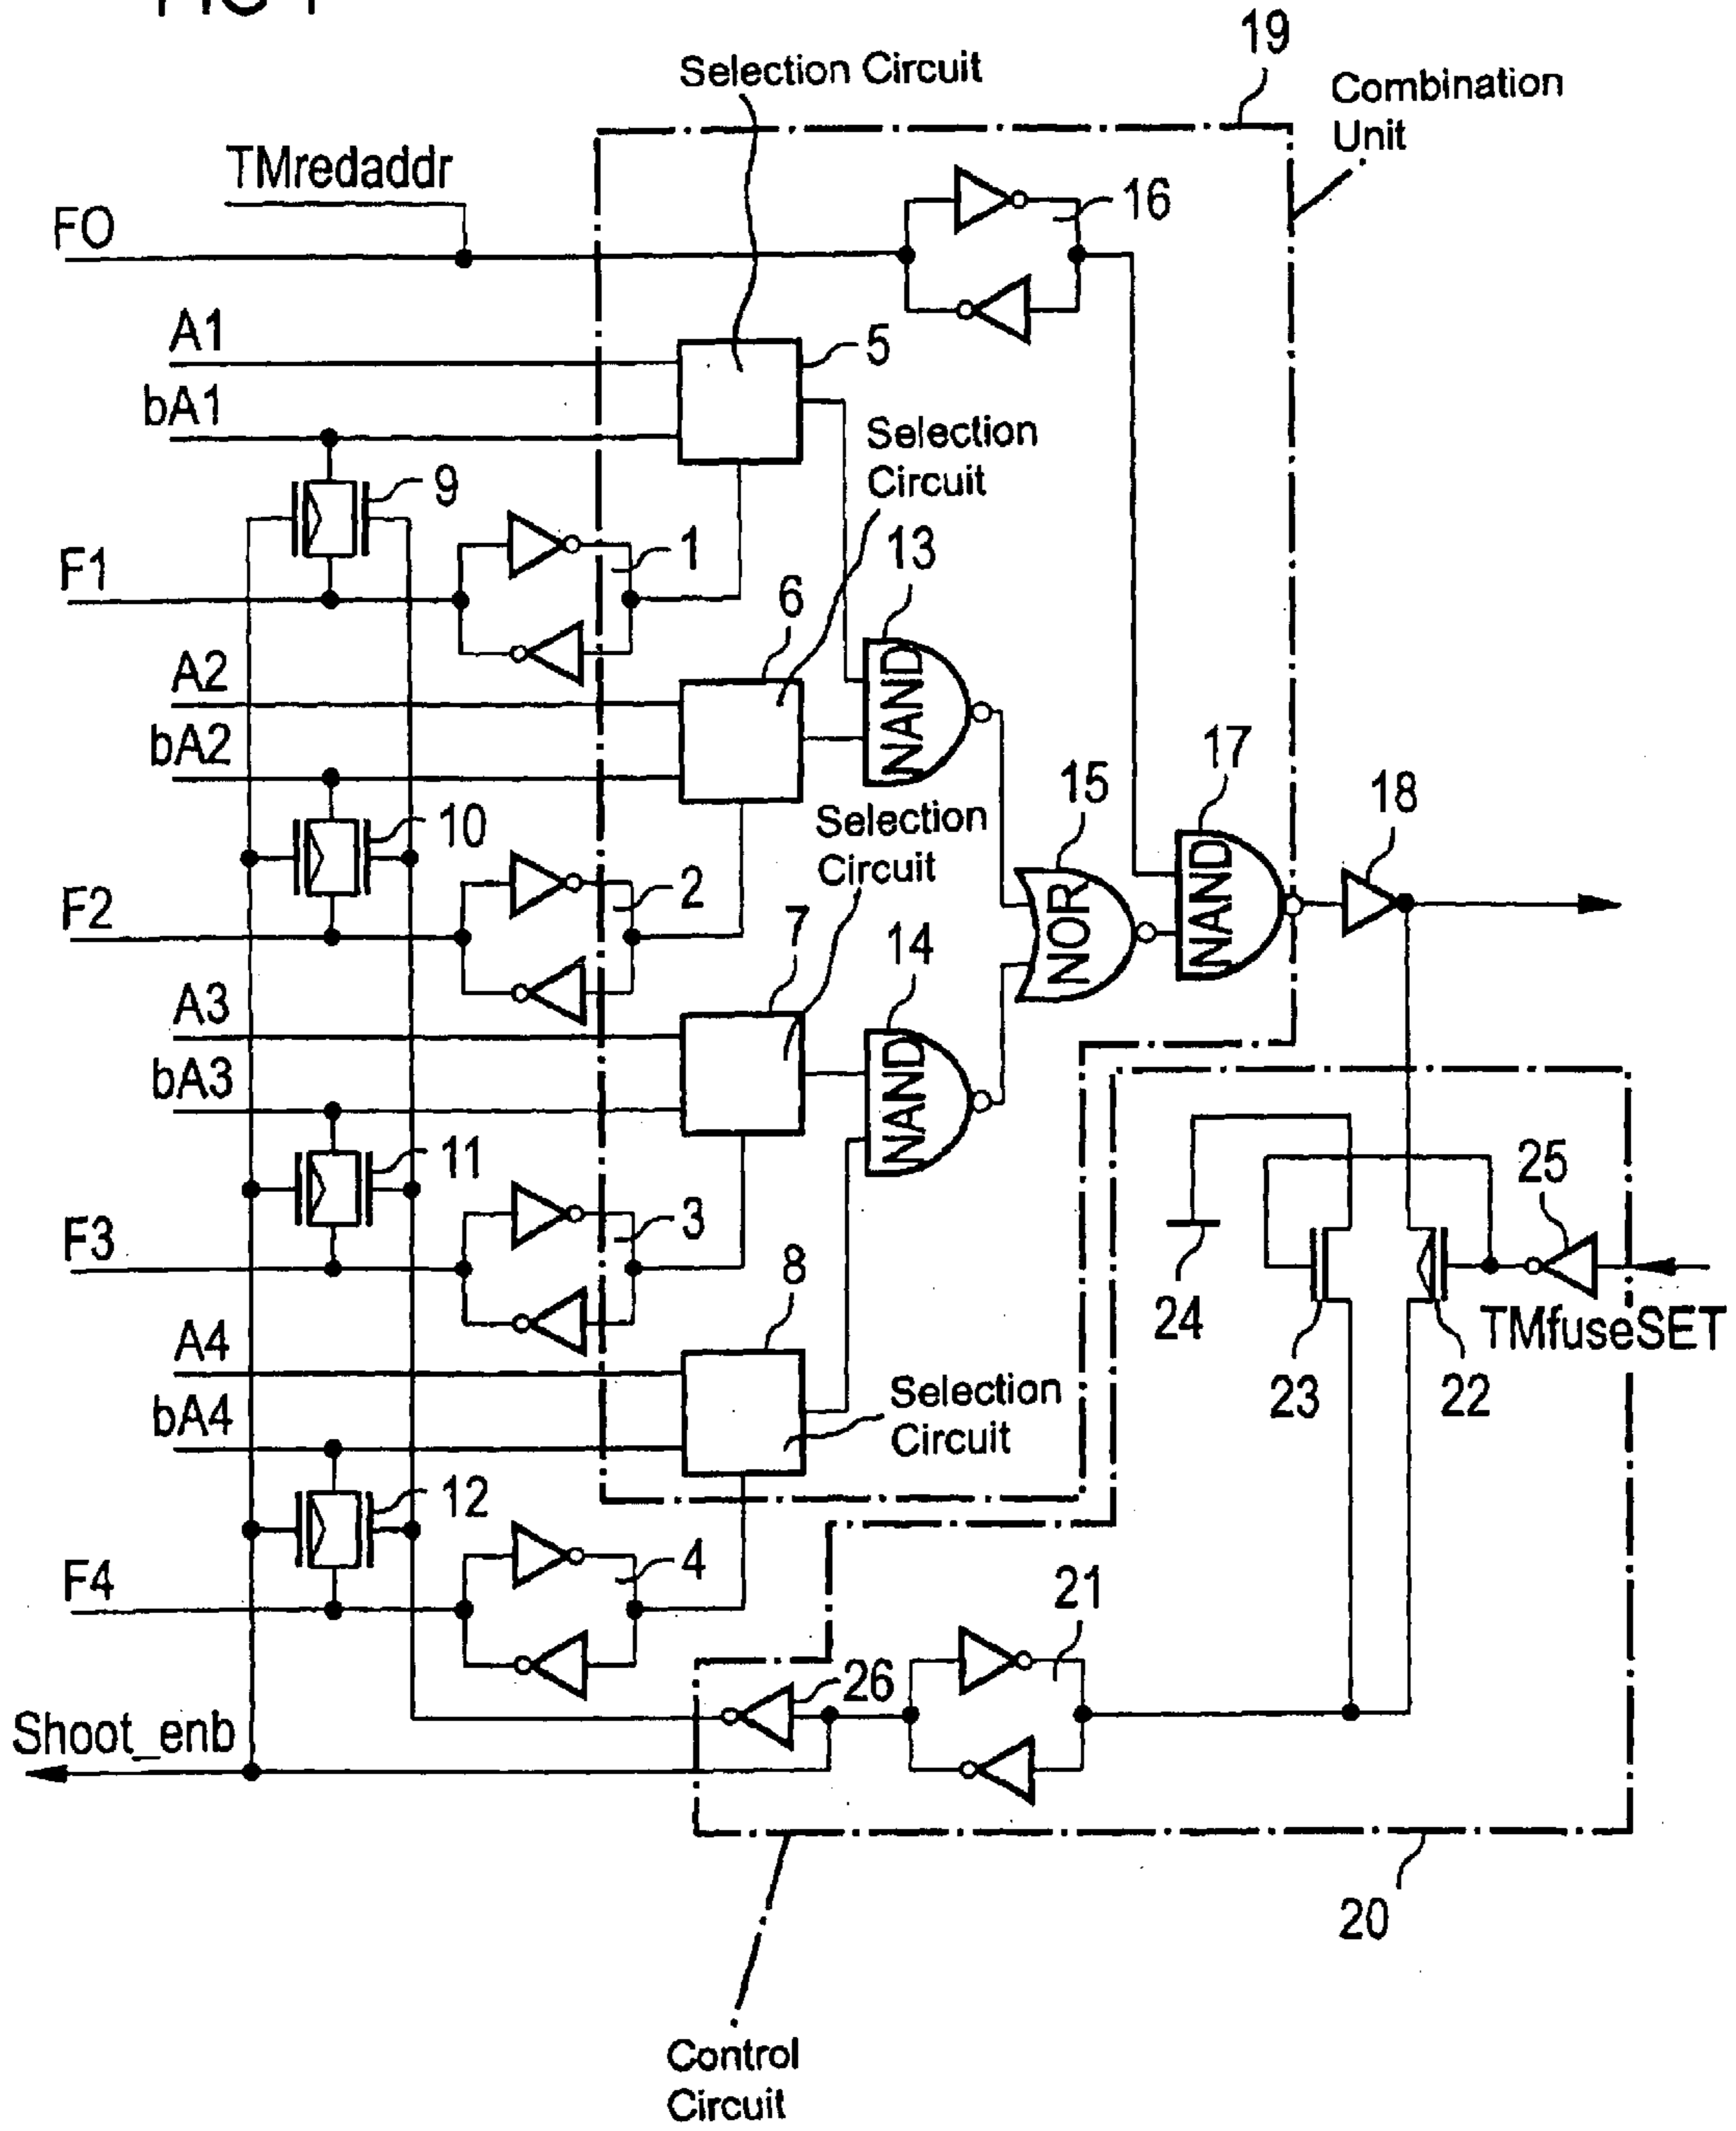 FIG 1
19
Selection Circuit
Combination
Unit
TMredaddr
16
FO
A1
5
bA1
Selection
Circuit
9
13
1
F1
6
A2
NAND
bA2
17
15
18
10
Selection
Circuit
2
NAND
F2
7
14
NOR
A3
NAND
bA3
11
25
3
F3
8
24
TMfuseSET
A4
23
22
Selection
Circuit
bA4
12
4
21
F4
26
Shoot_enb
20
Control
Circuit